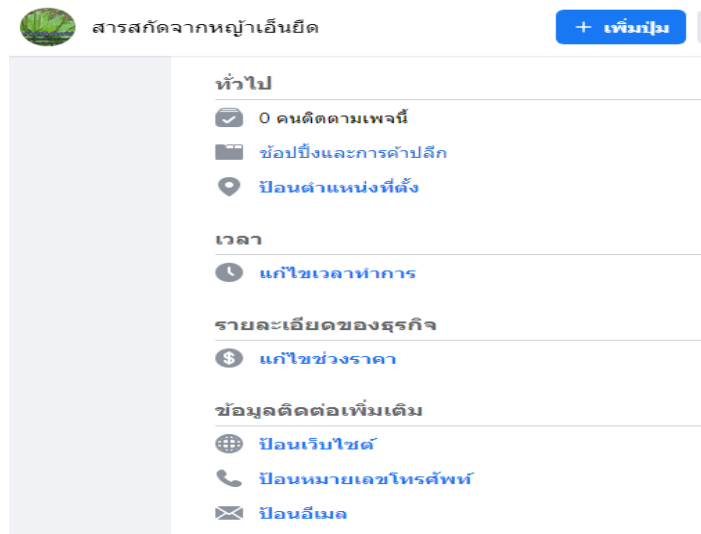 สารสกัดจากหญ้าเอ็นยืด
+ เพิ่มปุ่ม
ทั่วไป
0 คนติดตามเพจนี้
ช้อปปิ้งและการค้าปลีก
ป้อนตำแหน่งที่ตั้ง
เวลา
แก้ไขเวลาทำการ
รายละเอียดของธุรกิจ
แก้ไขช่วงราคา
ข้อมูลติดต่อเพิ่มเติม
ป้อนเว็บไซต์
ป้อนหมายเลขโทรศัพท์
ป้อนอีเมล